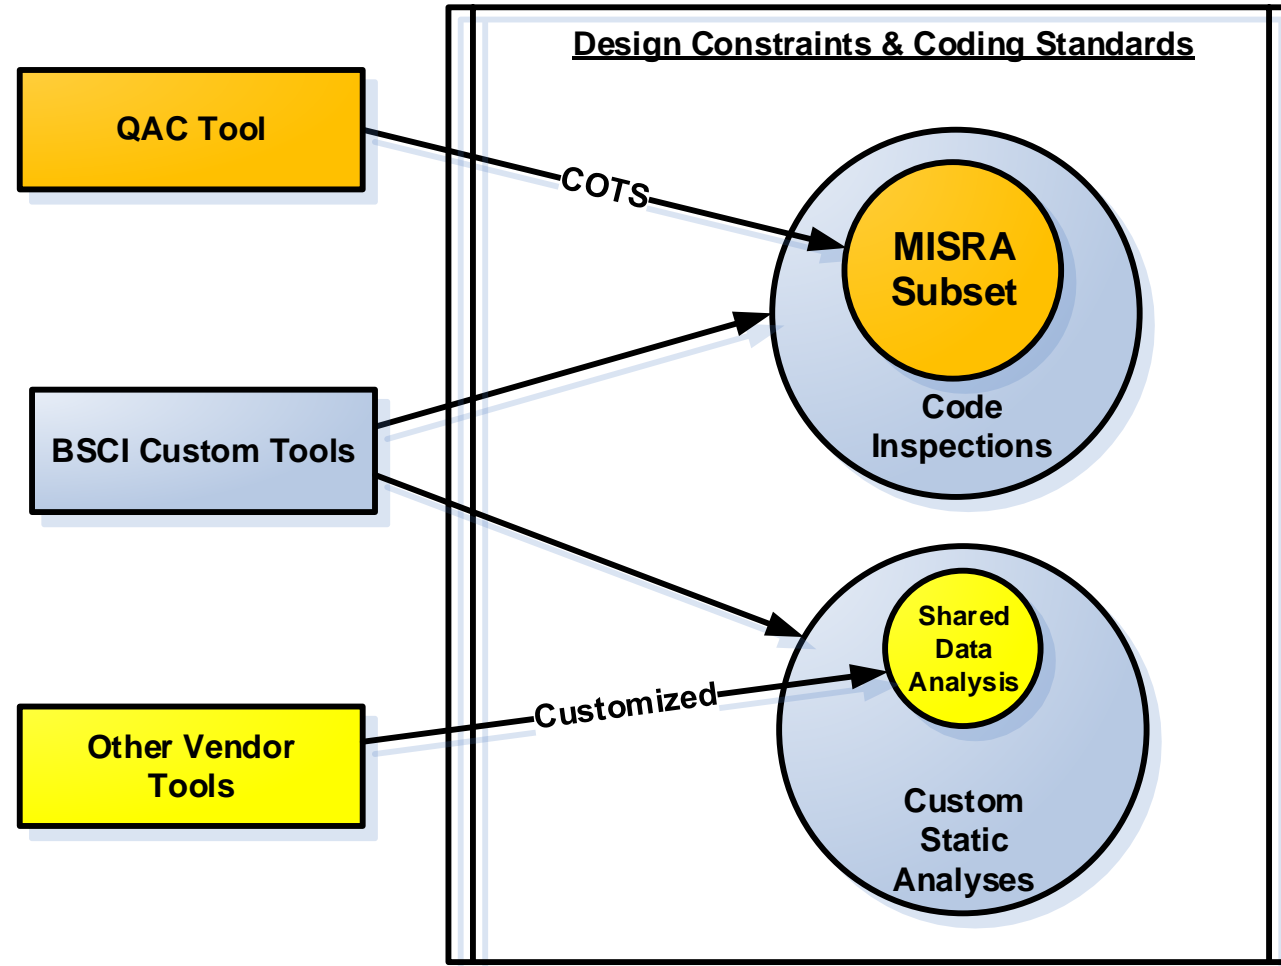 Design Constraints & Coding Standards
QAC Tool
COTS
MISRA
Subset
Code
Inspections
BSCI Custom Tools
Shared
Data
Analysis
Customized
Other Vendor
Tools
Custom
Static
Analyses